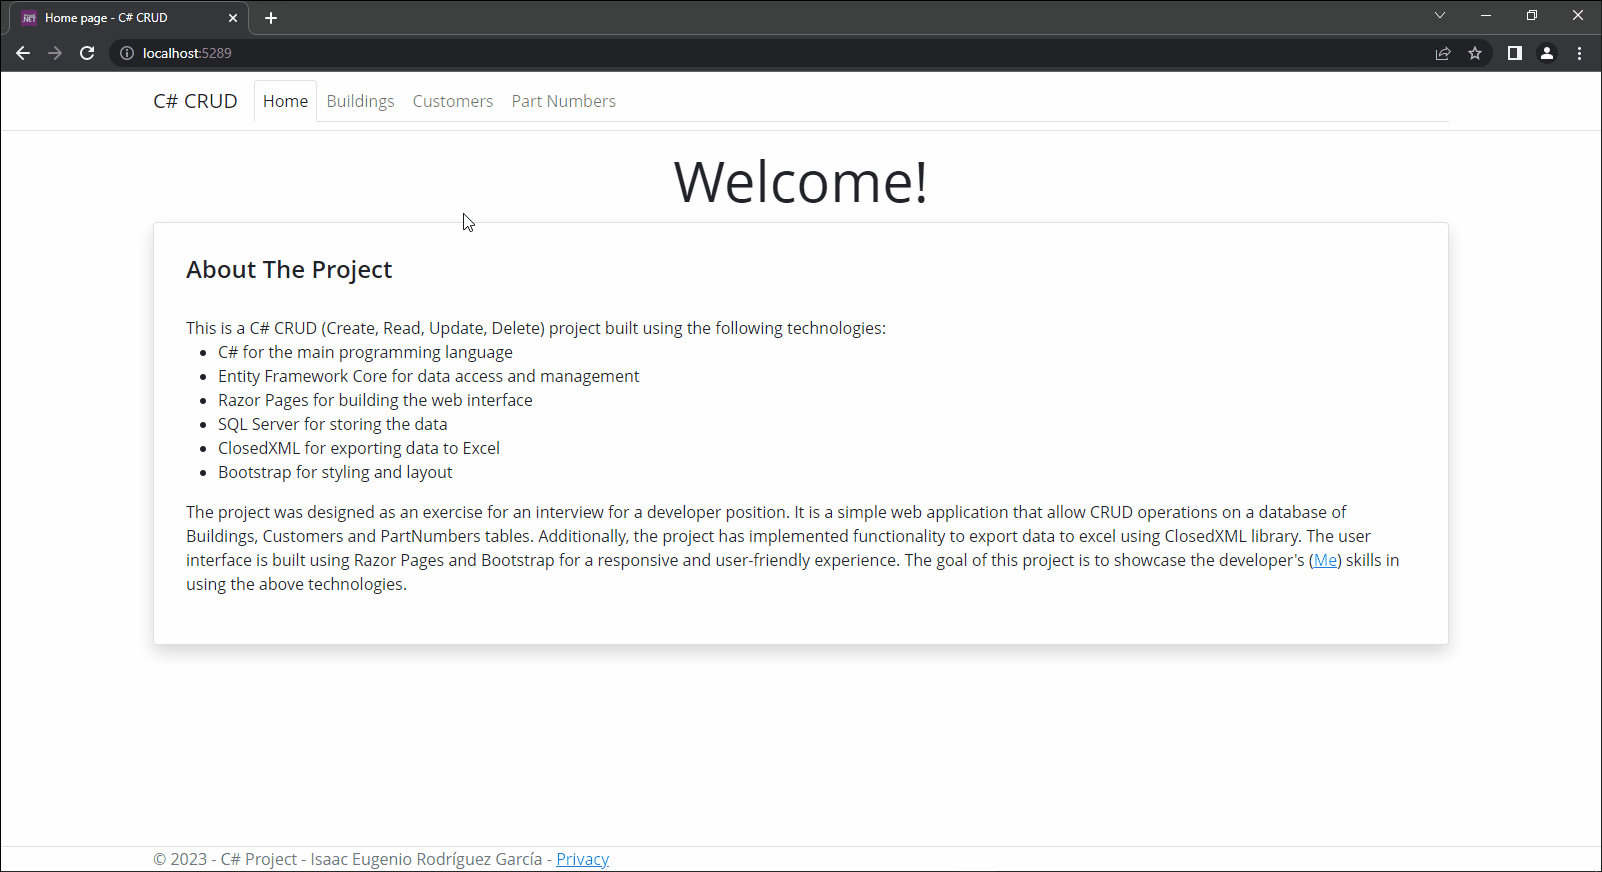 Home page - C# CRUD
localhost:5289
C# CRUD Home Buildings Customers Part Numbers
Welcome!
About The Project
This is a C# CRUD (Create, Read, Update, Delete) project built using the following technologies:
C# for the main programming language
Entity Framework Core for data access and management
Razor Pages for building the web interface
SQL Server for storing the data
ClosedXML for exporting data to Excel
Bootstrap for styling and layout
The project was designed as an exercise for an interview for a developer position. It is a simple web application that allow CRUD operations on a database of
Buildings, Customers and PartNumbers tables. Additionally, the project has implemented functionality to export data to excel using ClosedXML library. The user
interface is built using Razor Pages and Bootstrap for a responsive and user-friendly experience. The goal of this project is to showcase the developer's (Me) skills in
using the above technologies.
© 2023 - C# Project - Isaac Eugenio Rodríguez García - Privacy